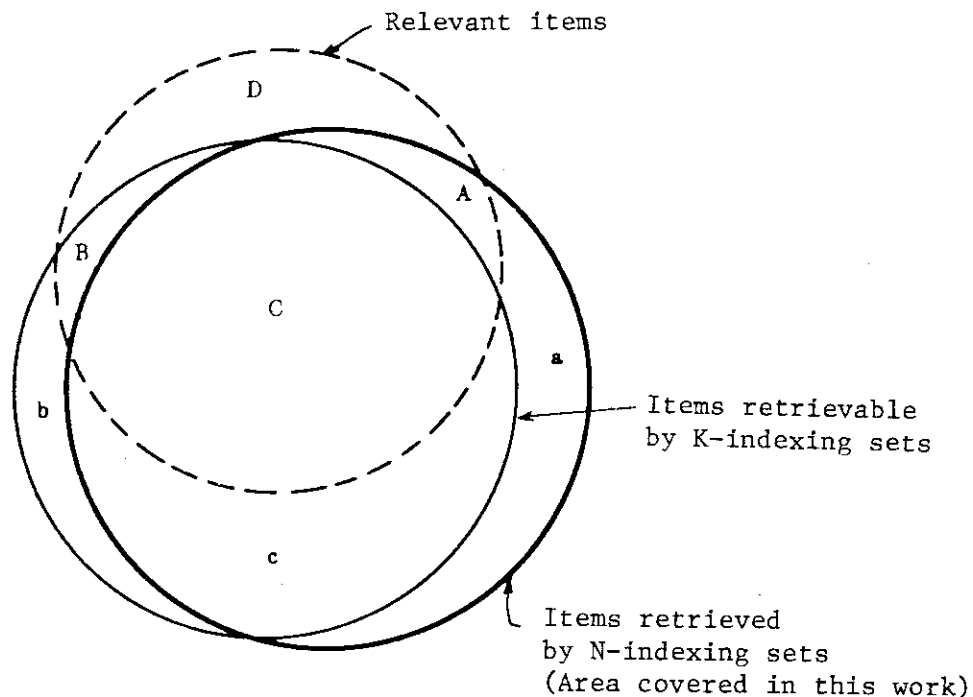 Relevant items
D
A
B
C
a
b
Items retrievable
by K-indexing sets
c
Items retrieved
by N-indexing sets
(Area covered in this work)